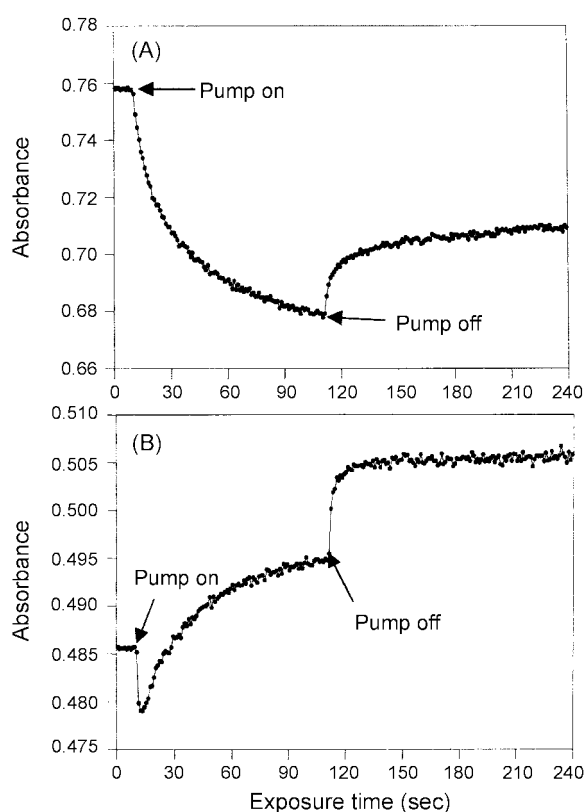 0.78
(A)
0.76
Pump on
0.74
0.72
Absorbance
0.70
0.68
Pump off
0.66
0 30 60 90 120 150 180 210 240
0.510
(B)
0.505
0.500
Absorbance
0.495
Pump on
0.490
Pump off
0.485
0.480
0.475
0 30 60 90 120 150 180 210 240
Exposure time (sec)